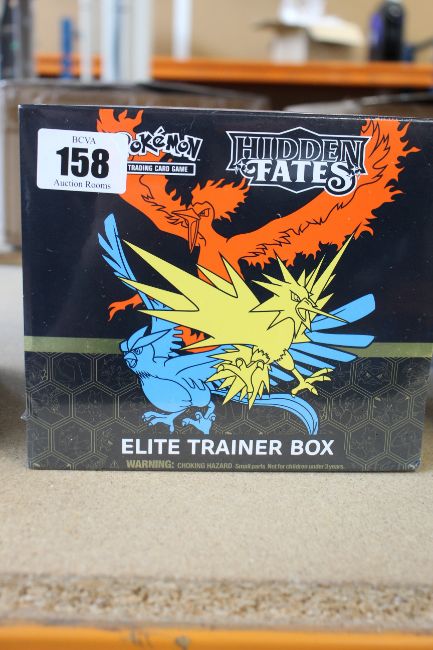 BCVA
158
Auction Rooms
Pokémon
TRADING CARD GAME
HIDDEN
FATES
ELITE TRAINER BOX
WARNING: CHOKING HAZARD Small parts. Not for children under 3 years.